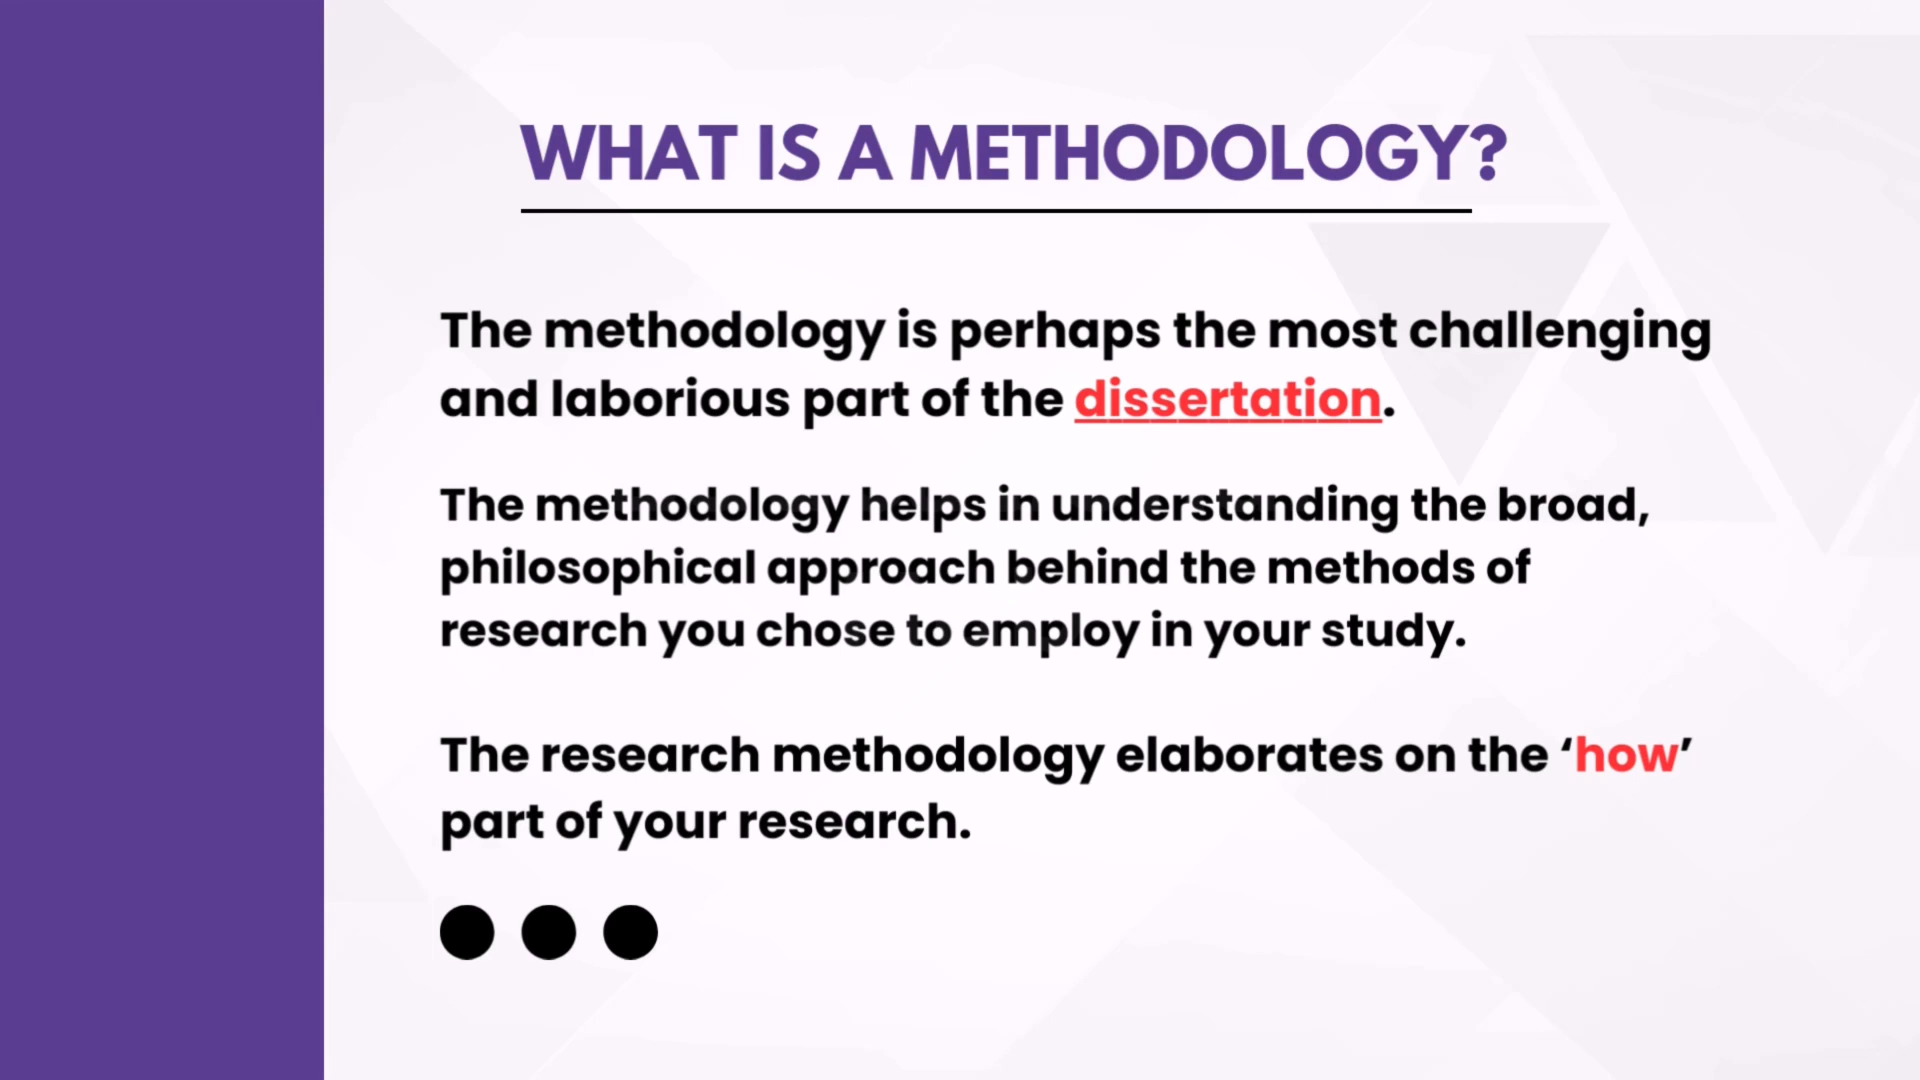 WHAT IS A METHODOLOGY?
The methodology is perhaps the most challenging
and laborious part of the dissertation.
The methodology helps in understanding the broad,
philosophical approach behind the methods of
research you chose to employ in your study.
The research methodology elaborates on the ‘how’
part of your research.